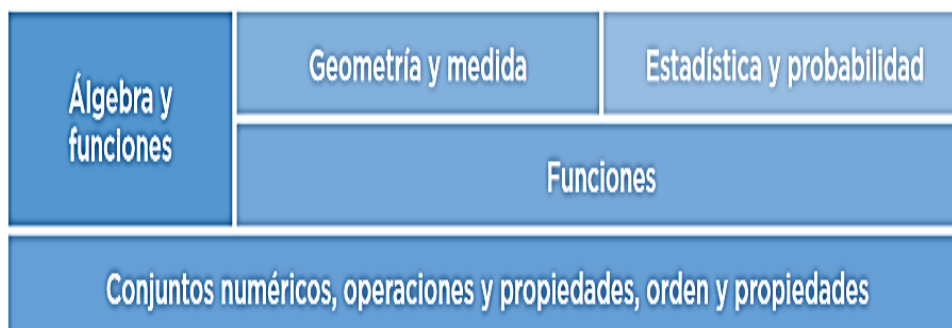 Álgebra y
funciones
Geometría y medida
Estadística y probabilidad
Funciones
Conjuntos numéricos, operaciones y propiedades, orden y propiedades